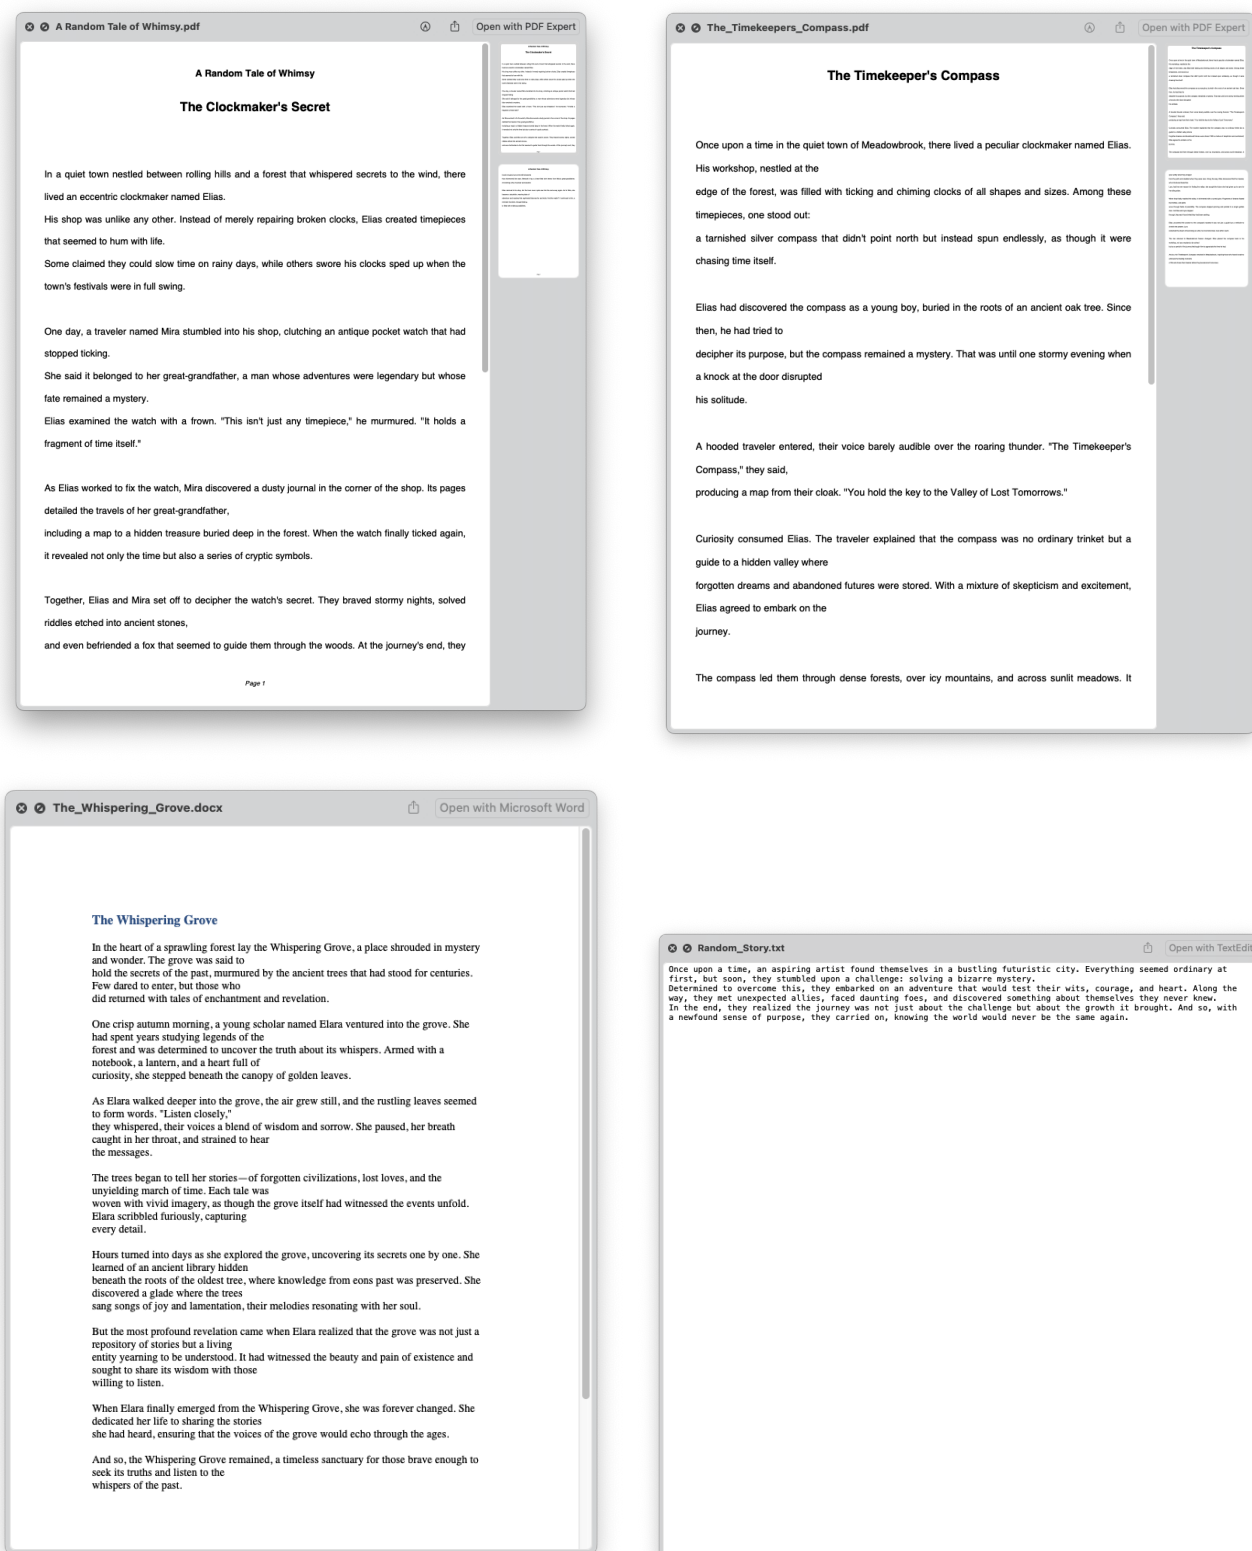 A Random Tale of Whimsy.pdf
Open with PDF Expert
A Random Tale of Whimsy
The Clockmaker's Secret
In a quiet town nestled between rolling hills and a forest that whispered secrets to the wind, there
lived an eccentric clockmaker named Elias.
His shop was unlike any other. Instead of merely repairing broken clocks, Elias created timepieces
that seemed to hum with life.
Some claimed they could slow time on rainy days, while others swore his clocks sped up when the
town's festivals were in full swing.
One day, a traveler named Mira stumbled into his shop, clutching an antique pocket watch that had
stopped ticking.
She said it belonged to her great-grandfather, a man whose adventures were legendary but whose
fate remained a mystery.
Elias examined the watch with a frown. "This isn't just any timepiece," he murmured. "It holds a
fragment of time itself."
As Elias worked to fix the watch, Mira discovered a dusty journal in the corner of the shop. Its pages
detailed the travels of her great-grandfather,
including a map to a hidden treasure buried deep in the forest. When the watch finally ticked again,
it revealed not only the time but also a series of cryptic symbols.
Together, Elias and Mira set off to decipher the watch's secret. They braved stormy nights, solved
riddles etched into ancient stones,
and even befriended a fox that seemed to guide them through the woods. At the journey's end, they
Page 1
The_Timekeepers_Compass.pdf
Open with PDF Expert
The Timekeeper's Compass
Once upon a time in the quiet town of Meadowbrook, there lived a peculiar clockmaker named Elias.
His workshop, nestled at the
edge of the forest, was filled with ticking and chiming clocks of all shapes and sizes. Among these
timepieces, one stood out:
a tarnished silver compass that didn't point north but instead spun endlessly, as though it were
chasing time itself.
Elias had discovered the compass as a young boy, buried in the roots of an ancient oak tree. Since
then, he had tried to
decipher its purpose, but the compass remained a mystery. That was until one stormy evening when
a knock at the door disrupted
his solitude.
A hooded traveler entered, their voice barely audible over the roaring thunder. "The Timekeeper's
Compass," they said,
producing a map from their cloak. "You hold the key to the Valley of Lost Tomorrows."
Curiosity consumed Elias. The traveler explained that the compass was no ordinary trinket but a
guide to a hidden valley where
forgotten dreams and abandoned futures were stored. With a mixture of skepticism and excitement,
Elias agreed to embark on the
journey.
The compass led them through dense forests, over icy mountains, and across sunlit meadows. It
The_Whispering_Grove.docx
Open with Microsoft Word
The Whispering Grove
In the heart of a sprawling forest lay the Whispering Grove, a place shrouded in mystery
and wonder. The grove was said to
hold the secrets of the past, murmured by the ancient trees that had stood for centuries.
Few dared to enter, but those who
did returned with tales of enchantment and revelation.
One crisp autumn morning, a young scholar named Elara ventured into the grove. She
had spent years studying legends of the
forest and was determined to uncover the truth about its whispers. Armed with a
notebook, a lantern, and a heart full of
curiosity, she stepped beneath the canopy of golden leaves.
As Elara walked deeper into the grove, the air grew still, and the rustling leaves seemed
to form words. "Listen closely,"
they whispered, their voices a blend of wisdom and sorrow. She paused, her breath
caught in her throat, and strained to hear
the messages.
The trees began to tell her stories—of forgotten civilizations, lost loves, and the
unyielding march of time. Each tale was
woven with vivid imagery, as though the grove itself had witnessed the events unfold.
Elara scribbled furiously, capturing
every detail.
Hours turned into days as she explored the grove, uncovering its secrets one by one. She
learned of an ancient library hidden
beneath the roots of the oldest tree, where knowledge from eons past was preserved. She
discovered a glade where the trees
sang songs of joy and lamentation, their melodies resonating with her soul.
But the most profound revelation came when Elara realized that the grove was not just a
repository of stories but a living
entity yearning to be understood. It had witnessed the beauty and pain of existence and
sought to share its wisdom with those
willing to listen.
When Elara finally emerged from the Whispering Grove, she was forever changed. She
dedicated her life to sharing the stories
she had heard, ensuring that the voices of the grove would echo through the ages.
And so, the Whispering Grove remained, a timeless sanctuary for those brave enough to
seek its truths and listen to the
whispers of the past.
Random_Story.txt
Open with TextEdit
Once upon a time, an aspiring artist found themselves in a bustling futuristic city. Everything seemed ordinary at
first, but soon, they stumbled upon a challenge: solving a bizarre mystery.
Determined to overcome this, they embarked on an adventure that would test their wits, courage, and heart. Along the
way, they met unexpected allies, faced daunting foes, and discovered something about themselves they never knew.
In the end, they realized the journey was not just about the challenge but about the growth it brought. And so, with
a newfound sense of purpose, they carried on, knowing the world would never be the same again.